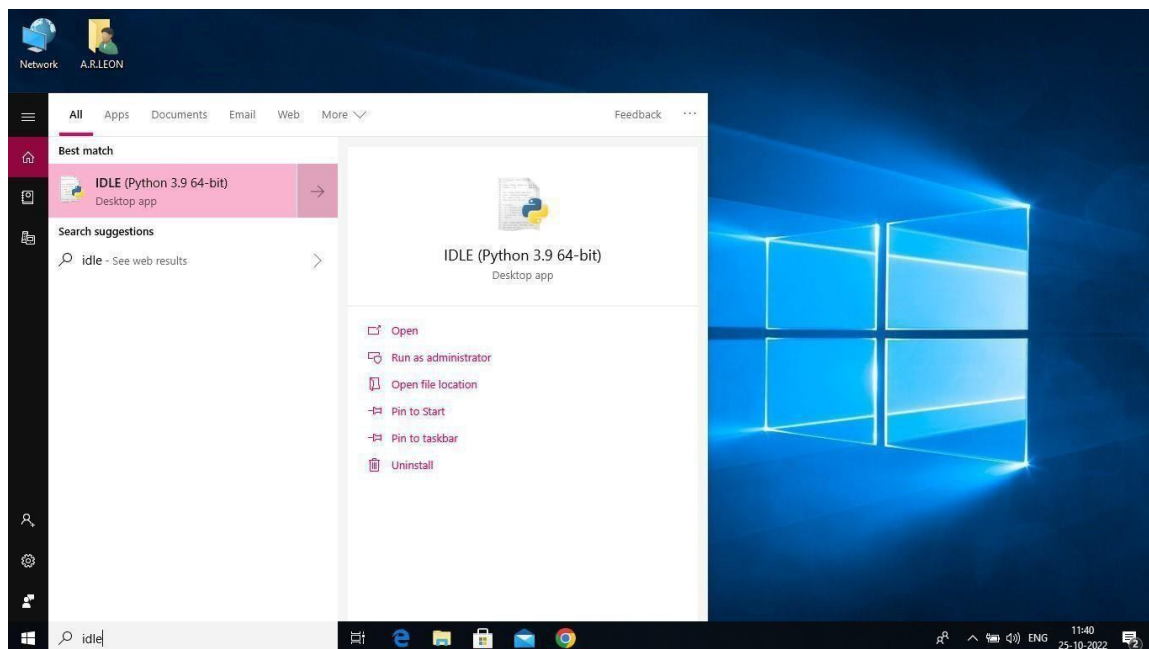 Network
A.R.LEON
All Apps Documents Email Web More
Feedback ...
Best match
IDLE (Python 3.9 64-bit)
Desktop app
Search suggestions
idle - See web results
IDLE (Python 3.9 64-bit)
Desktop app
Open
Run as administrator
Open file location
Pin to Start
Pin to taskbar
Uninstall
idle
ENG
11:40
25-10-2022
2